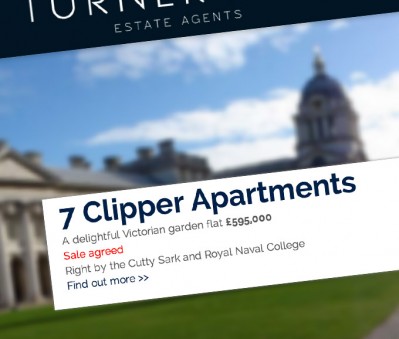 TURNER
ESTATE AGENTS
7 Clipper Apartments
A delightful Victorian garden flat £595,000
Sale agreed
Right by the Cutty Sark and Royal Naval College
Find out more >>